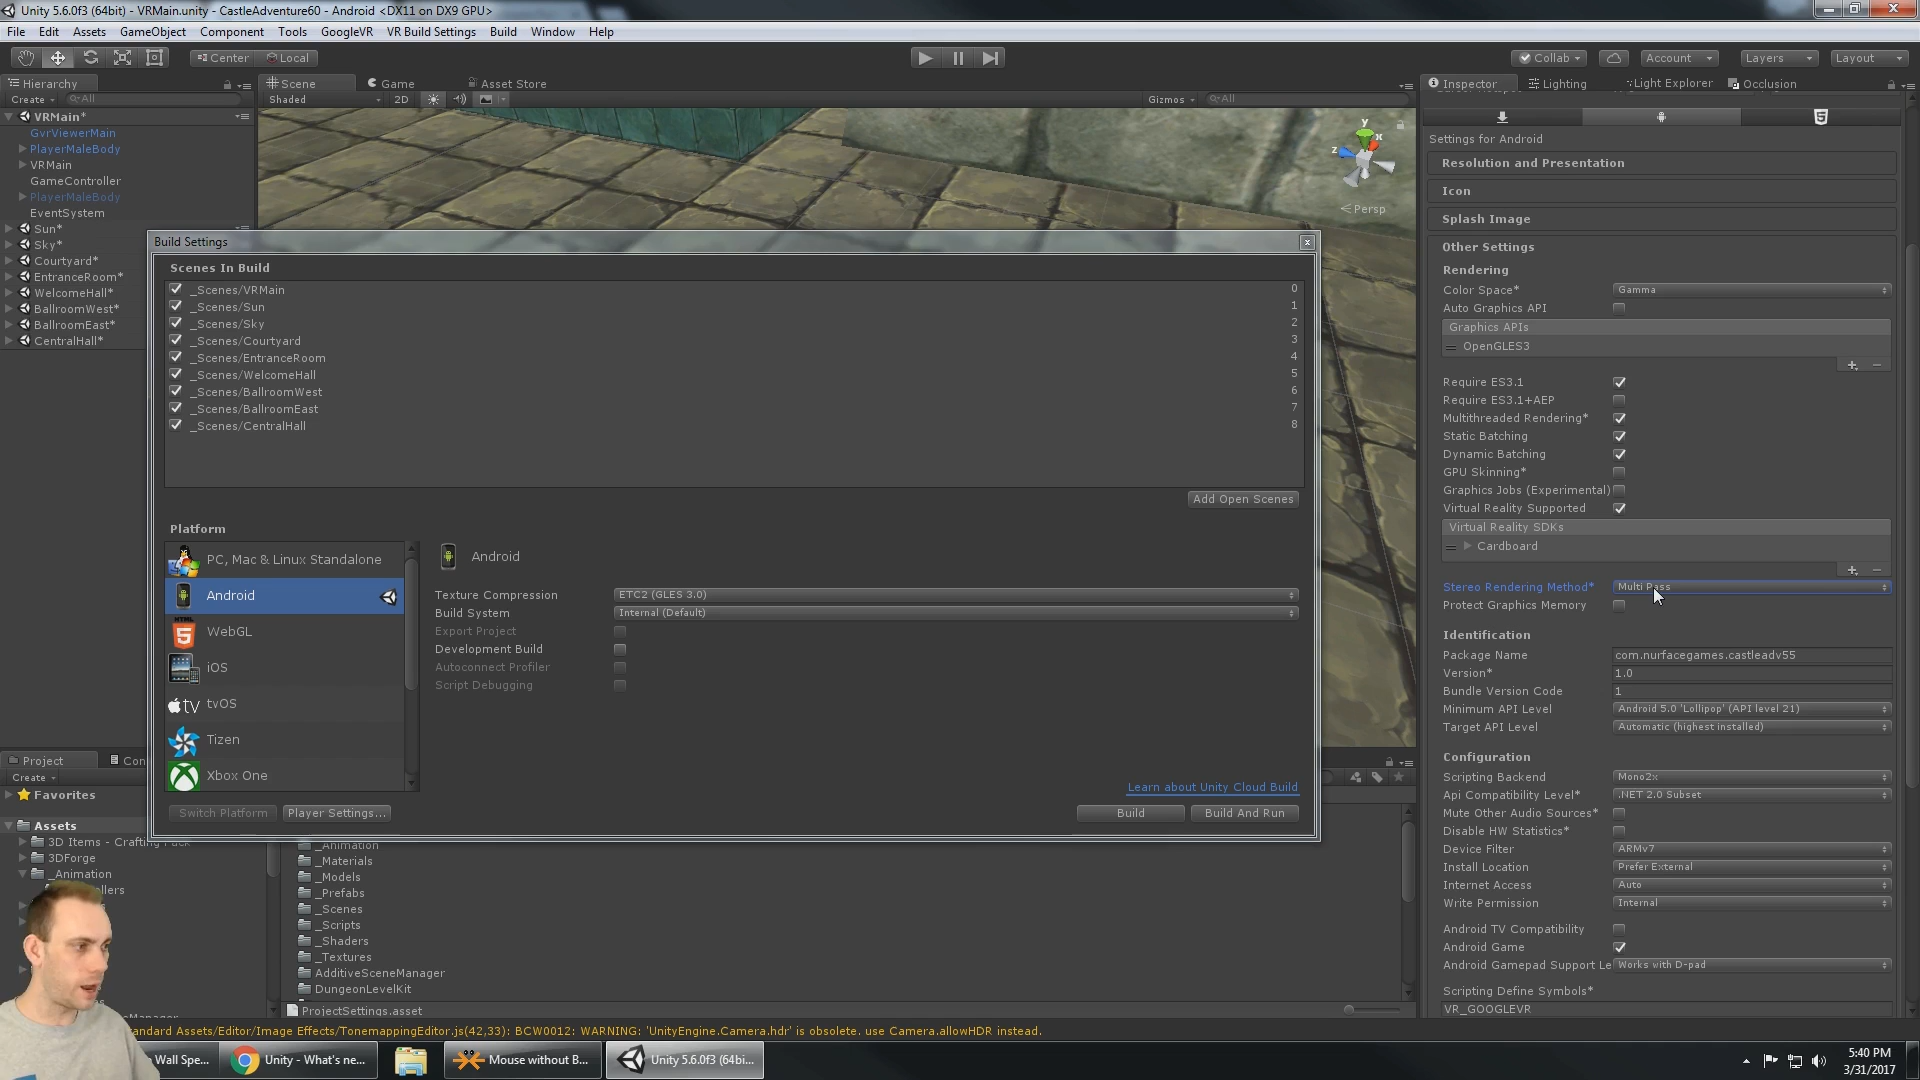 Unity 5.6.0f3 (64bit) - VRMain.unity - CastleAdventure60 - Android <DX11 on DX9 GPU>
File Edit Assets GameObject Component Tools GoogleVR VR Build Settings Build Window Help
Center Local
Collab Account Layers Layout
Hierarchy
Create All
VRMain*
GvrViewerMain
PlayerMaleBody
VRMain
GameController
PlayerMaleBody
EventSystem
Sun*
Sky*
Courtyard*
EntranceRoom*
WelcomeHall*
BallroomWest*
BallroomEast*
CentralHall*
Scene Game Asset Store
Shaded 2D Gizmos All
y
x
z
Persp
Build Settings
Scenes In Build
_Scenes/VRMain 0
_Scenes/Sun 1
_Scenes/Sky 2
_Scenes/Courtyard 3
_Scenes/EntranceRoom 4
_Scenes/WelcomeHall 5
_Scenes/BallroomWest 6
_Scenes/BallroomEast 7
_Scenes/CentralHall 8
Add Open Scenes
Platform
PC, Mac & Linux Standalone
Android
HTML
WebGL
iOS
tv tvOS
Tizen
Xbox One
Android
Texture Compression ETC2 (GLES 3.0)
Build System Internal (Default)
Export Project
Development Build
Autoconnect Profiler
Script Debugging
Learn about Unity Cloud Build
Switch Platform Player Settings... Build Build And Run
Inspector Lighting Light Explorer Occlusion
Settings for Android
Resolution and Presentation
Icon
Splash Image
Other Settings
Rendering
Color Space* Gamma
Auto Graphics API
Graphics APIs
OpenGLES3
Require ES3.1
Require ES3.1+AEP
Multithreaded Rendering*
Static Batching
Dynamic Batching
GPU Skinning*
Graphics Jobs (Experimental)
Virtual Reality Supported
Virtual Reality SDKs
Cardboard
Stereo Rendering Method* Multi Pass
Protect Graphics Memory
Identification
Package Name com.nurfacegames.castleadv55
Version* 1.0
Bundle Version Code 1
Minimum API Level Android 5.0 'Lollipop' (API level 21)
Target API Level Automatic (highest installed)
Configuration
Scripting Backend Mono2x
Api Compatibility Level* .NET 2.0 Subset
Mute Other Audio Sources*
Disable HW Statistics*
Device Filter ARMv7
Install Location Prefer External
Internet Access Auto
Write Permission Internal
Android TV Compatibility
Android Game
Android Gamepad Support Le Works with D-pad
Scripting Define Symbols*
VR_GOOGLEVR
Project Con
Create
Favorites
Assets
3D Items - Crafting Pack
3DForge
_Animation
llers
_Animation
_Materials
_Models
_Prefabs
_Scenes
_Scripts
_Shaders
_Textures
AdditiveSceneManager
DungeonLevelKit
ProjectSettings.asset
tandard Assets/Editor/Image Effects/TonemappingEditor.js(42,33): BCW0012: WARNING: 'UnityEngine.Camera.hdr' is obsolete. use Camera.allowHDR instead.
Wall Spe... Unity - What's ne... Mouse without B... Unity 5.6.0f3 (64bi...
5:40 PM
3/31/2017